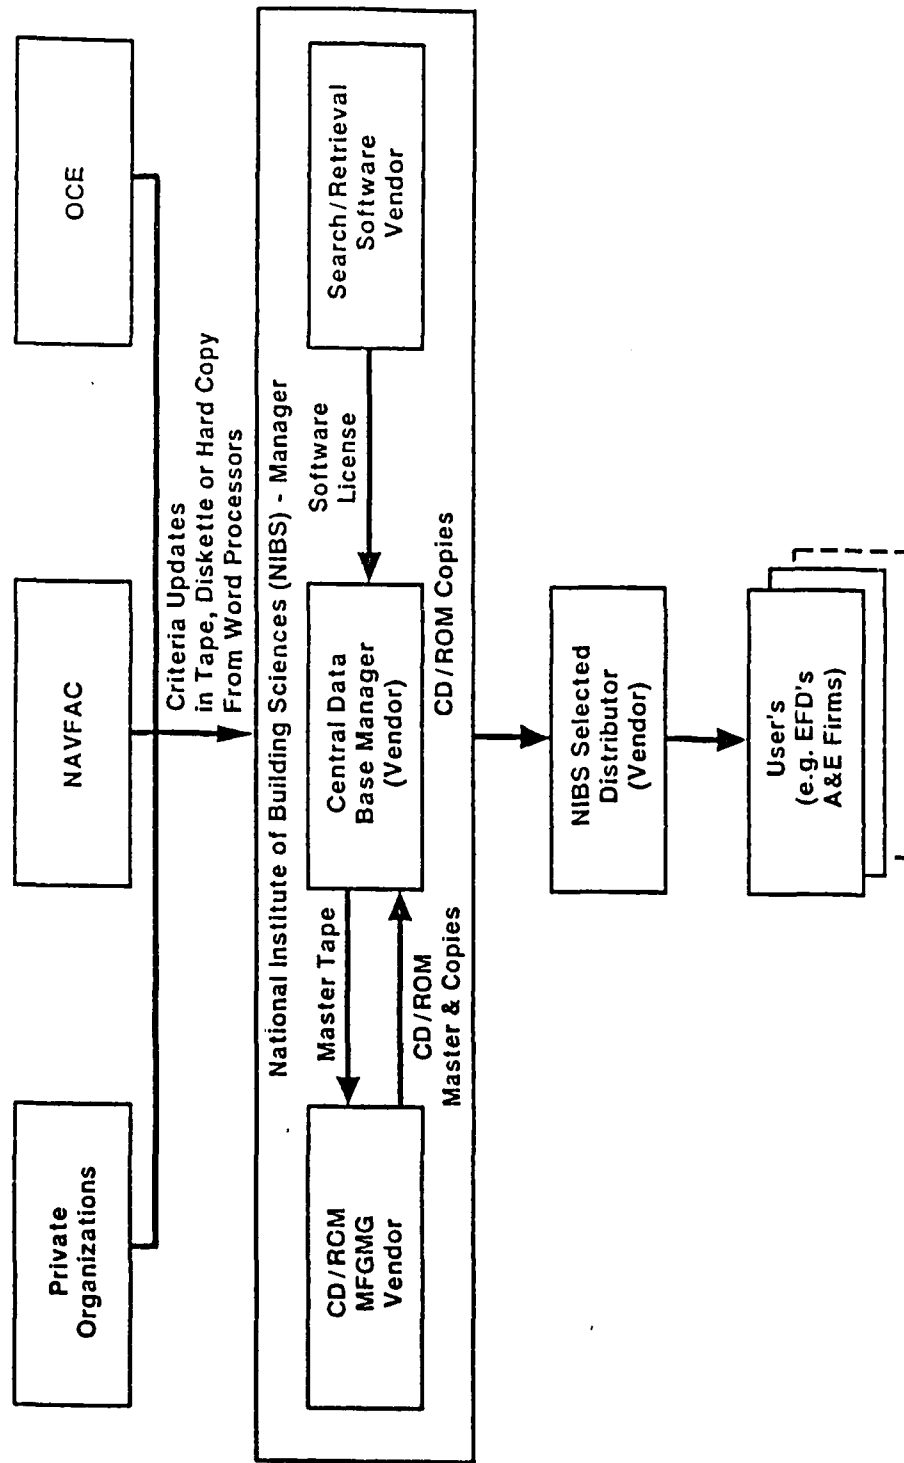 Private
Organizations
NAVFAC
OCE
Criteria Updates
in Tape, Diskette or Hard Copy
From Word Processors
National Institute of Building Sciences (NIBS) - Manager
CD/RCM
MFGMG
Vendor
Master Tape
CD/ROM
Master & Copies
Central Data
Base Manager
(Vendor)
Software
License
Search/Retrieval
Software
Vendor
CD/ROM Copies
NIBS Selected
Distributor
(Vendor)
User's
(e.g. EFD's
A&E Firms)